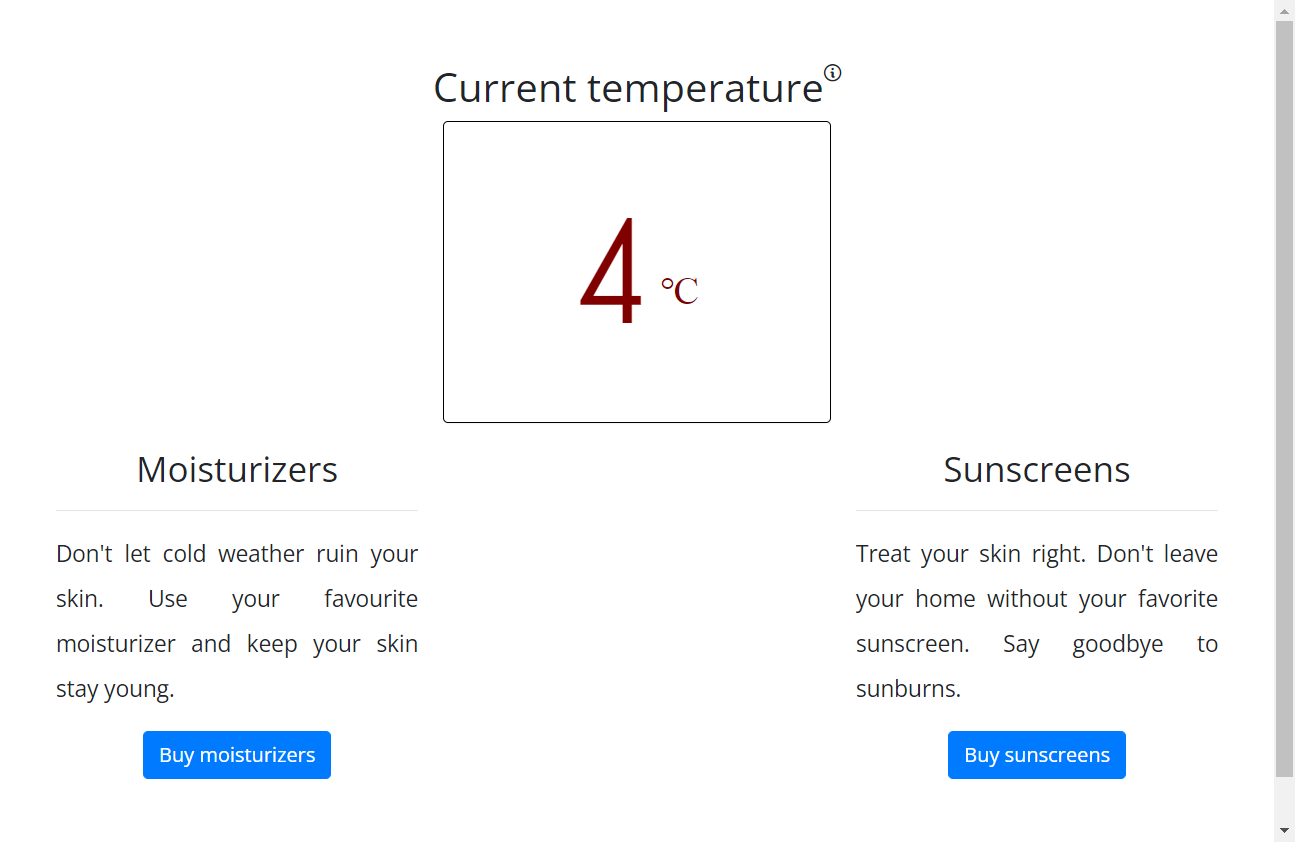 Current temperature
4 ℃
Moisturizers
Don't let cold weather ruin your
skin. Use your favourite
moisturizer and keep your skin
stay young.
Buy moisturizers
Sunscreens
Treat your skin right. Don't leave
your home without your favorite
sunscreen. Say goodbye to
sunburns.
Buy sunscreens